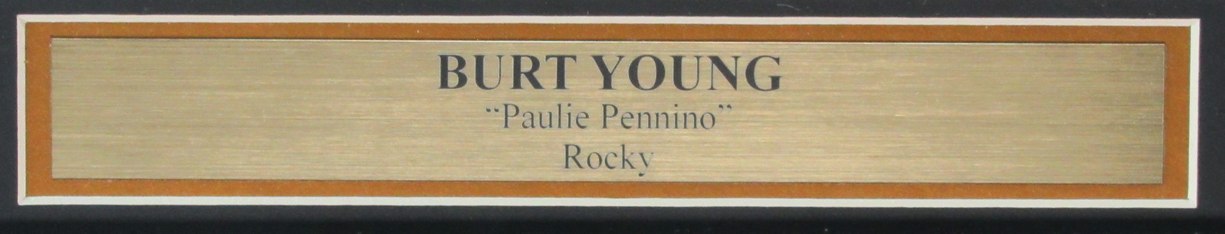 BURT YOUNG
“Paulie Pennino”
Rocky